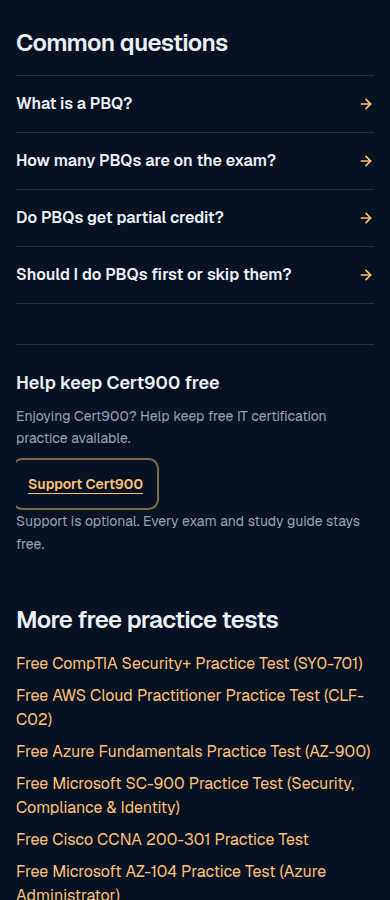 Common questions
What is a PBQ?
How many PBQs are on the exam?
Do PBQs get partial credit?
Should I do PBQs first or skip them?
Help keep Cert900 free
Enjoying Cert900? Help keep free IT certification
practice available.
Support Cert900
Support is optional. Every exam and study guide stays
free.
More free practice tests
Free CompTIA Security+ Practice Test (SY0-701)
Free AWS Cloud Practitioner Practice Test (CLF-
C02)
Free Azure Fundamentals Practice Test (AZ-900)
Free Microsoft SC-900 Practice Test (Security,
Compliance & Identity)
Free Cisco CCNA 200-301 Practice Test
Free Microsoft AZ-104 Practice Test (Azure
Administrator)